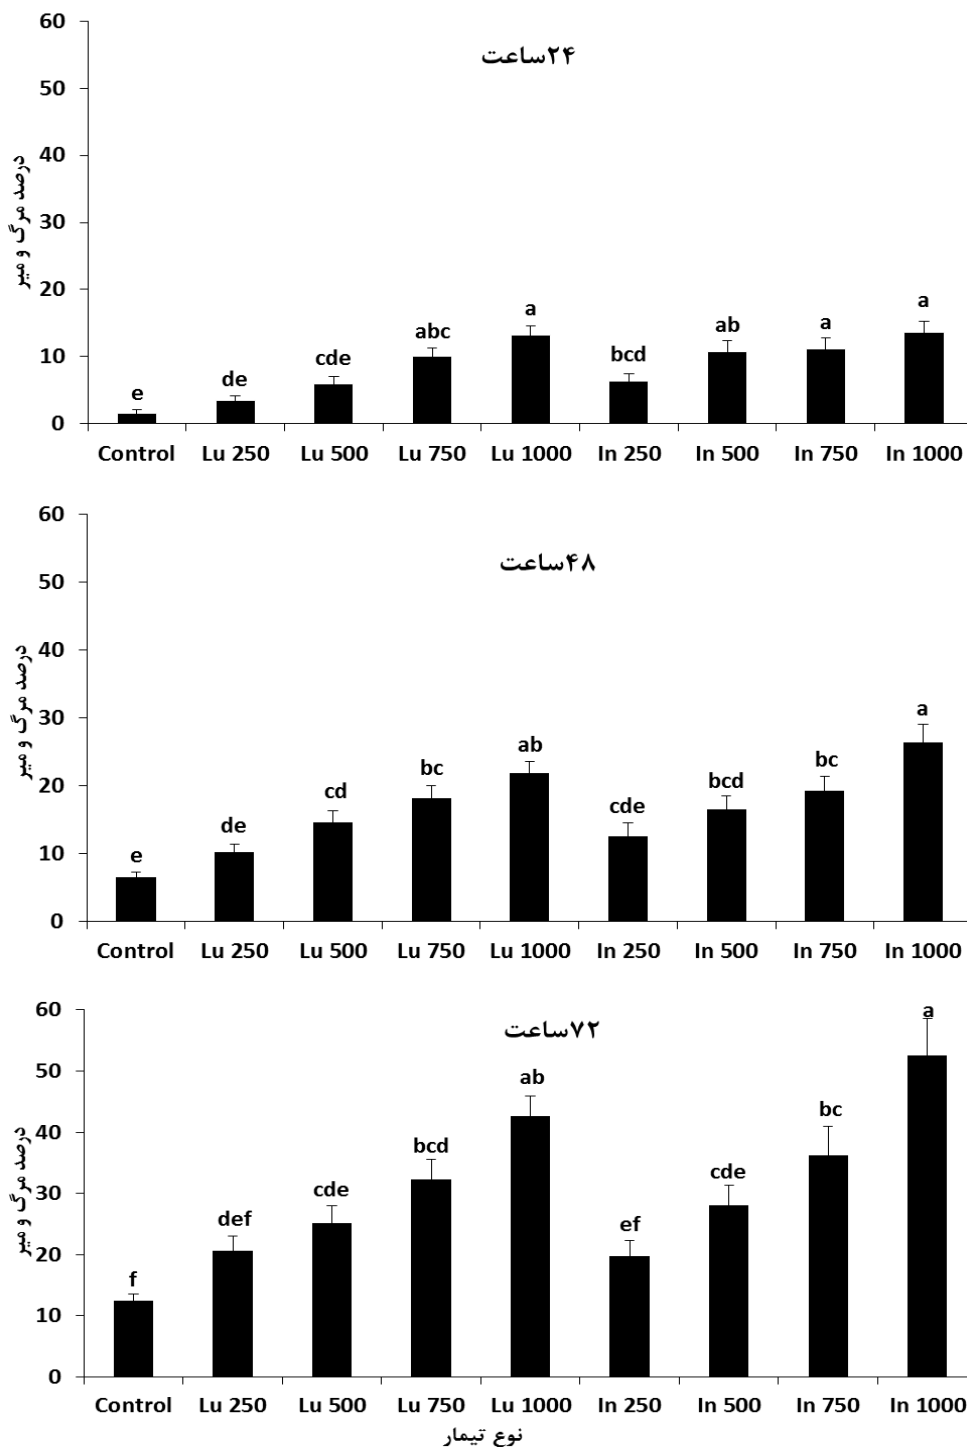 ۲۴ساعت
درصد مرگ و میر
60
50
40
30
20
10
0
e
de
cde
abc
a
bcd
ab
a
a
Control Lu 250 Lu 500 Lu 750 Lu 1000 In 250 In 500 In 750 In 1000
۴۸ساعت
درصد مرگ و میر
60
50
40
30
20
10
0
e
de
cd
bc
ab
cde
bcd
bc
a
Control Lu 250 Lu 500 Lu 750 Lu 1000 In 250 In 500 In 750 In 1000
۷۲ساعت
درصد مرگ و میر
60
50
40
30
20
10
0
f
def
cde
bcd
ab
ef
cde
bc
a
Control Lu 250 Lu 500 Lu 750 Lu 1000 In 250 In 500 In 750 In 1000
نوع تیمار